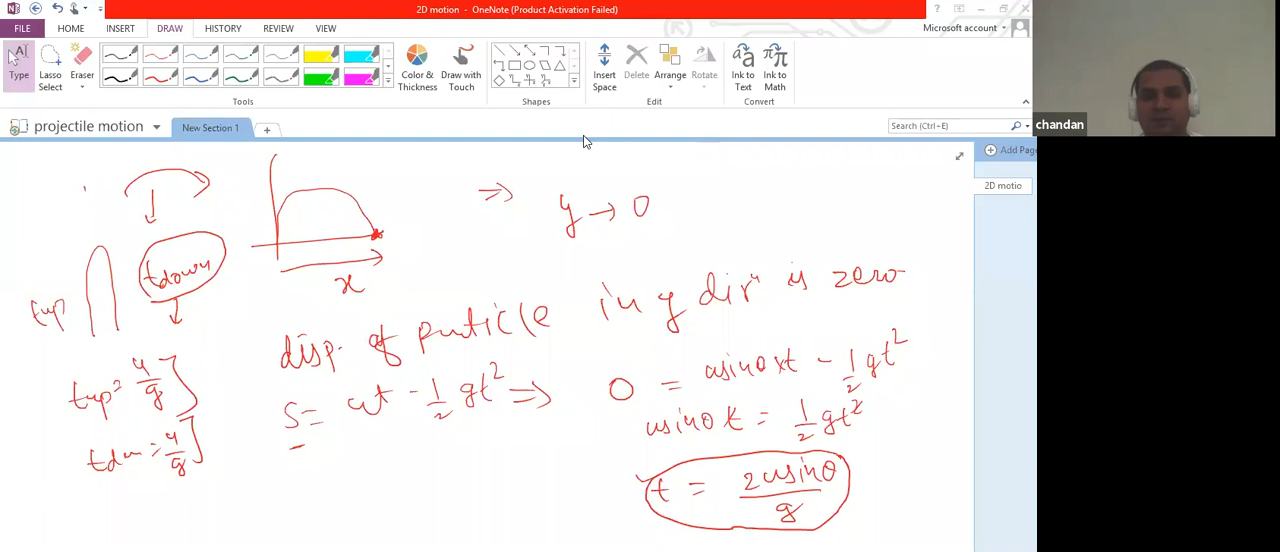 2D motion - OneNote (Product Activation Failed)
FILE HOME INSERT DRAW HISTORY REVIEW VIEW
Microsoft account
Type
Lasso Select
Eraser
Color & Thickness
Draw with Touch
Insert Space
Delete
Arrange
Rotate
Ink to Text
Ink to Math
Tools
Shapes
Edit
Convert
projectile motion
New Section 1
Search (Ctrl+E)
chandan
Add Pag
2D motio
y → 0
tdown
x
tup
disp. of particle in y dirⁿ is zero
tup = u/g
S = ut - 1/2 gt² ⇒ 0 = usinθ xt - 1/2 gt²
usinθ t = 1/2 gt²
tdn = u/g
t = 2usinθ/g